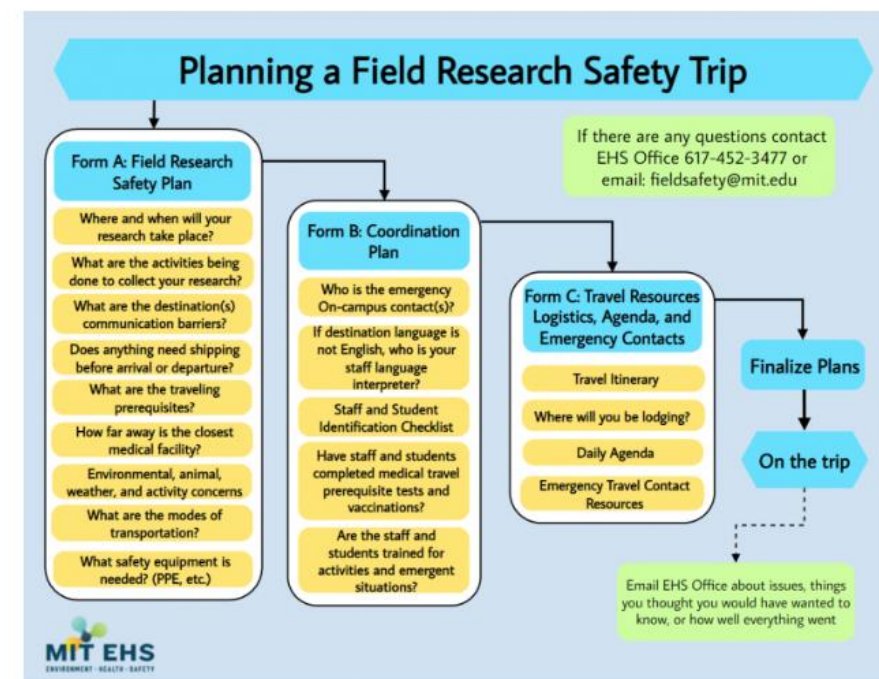 Planning a Field Research Safety Trip
If there are any questions contact
EHS Office 617-452-3477 or
email: fieldsafety@mit.edu
Form A: Field Research
Safety Plan
Where and when will your
research take place?
What are the activities being
done to collect your research?
What are the destination(s)
communication barriers?
Does anything need shipping
before arrival or departure?
What are the traveling
prerequisites?
How far away is the closest
medical facility?
Environmental, animal,
weather, and activity concerns
What are the modes of
transportation?
What safety equipment is
needed? (PPE, etc.)
Form B: Coordination
Plan
Who is the emergency
On-campus contact(s)?
If destination language is
not English, who is your
staff language
interpreter?
Staff and Student
Identification Checklist
Have staff and students
completed medical travel
prerequisite tests and
vaccinations?
Are the staff and
students trained for
activities and emergent
situations?
Form C: Travel Resources
Logistics, Agenda, and
Emergency Contacts
Travel Itinerary
Where will you be lodging?
Daily Agenda
Emergency Travel Contact
Resources
Finalize Plans
On the trip
Email EHS Office about issues, things
you thought you would have wanted to
know, or how well everything went
MIT EHS
ENVIRONMENT · HEALTH · SAFETY